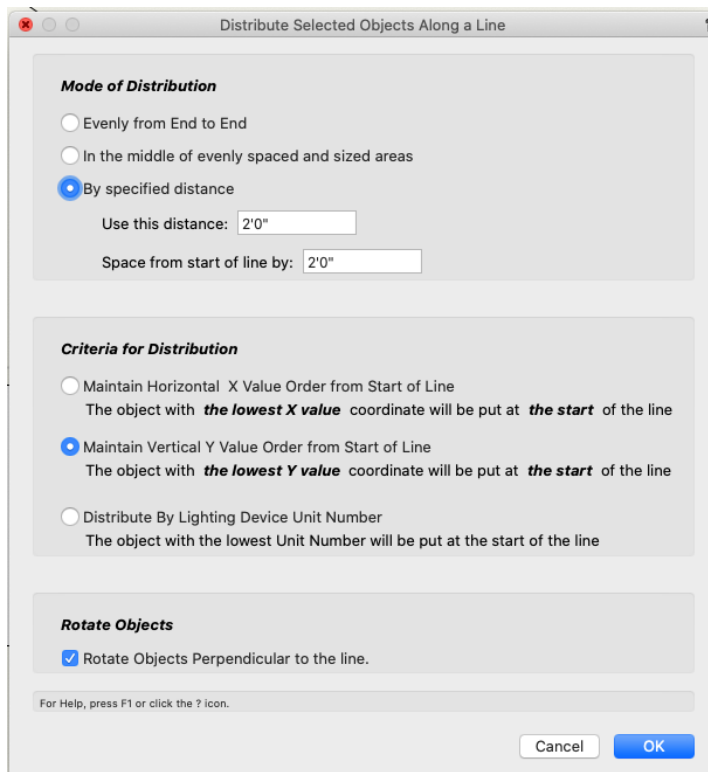 Distribute Selected Objects Along a Line
Mode of Distribution
Evenly from End to End
In the middle of evenly spaced and sized areas
By specified distance
Use this distance: 2'0"
Space from start of line by: 2'0"
Criteria for Distribution
Maintain Horizontal X Value Order from Start of Line
The object with the lowest X value coordinate will be put at the start of the line
Maintain Vertical Y Value Order from Start of Line
The object with the lowest Y value coordinate will be put at the start of the line
Distribute By Lighting Device Unit Number
The object with the lowest Unit Number will be put at the start of the line
Rotate Objects
Rotate Objects Perpendicular to the line.
For Help, press F1 or click the ? icon.
Cancel OK